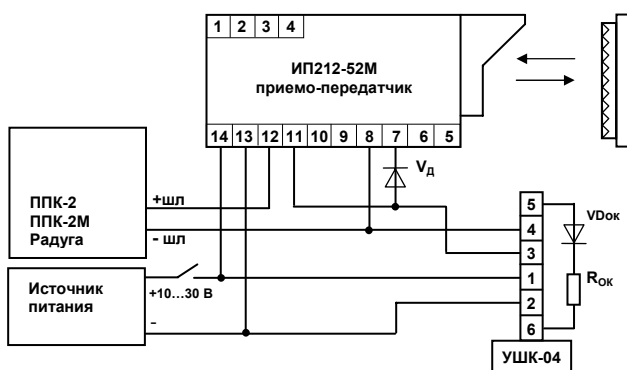 1 2 3 4
ИП212-52М
приемо-передатчик
14 13 12 11 10 9 8 7 6 5
VД
ППК-2
ППК-2М
Радуга
+шл
- шл
Источник
питания
+10...30 В
-
5
4
3
1
2
6
VDок
RОК
УШК-04